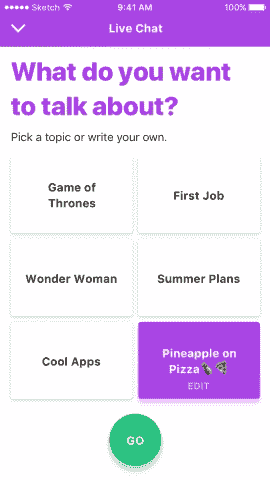 Sketch 9:41 AM 100%
Live Chat
What do you want
to talk about?
Pick a topic or write your own.
Game of
Thrones
First Job
Wonder Woman
Summer Plans
Cool Apps
Pineapple on
Pizza🍍🍕
EDIT
GO